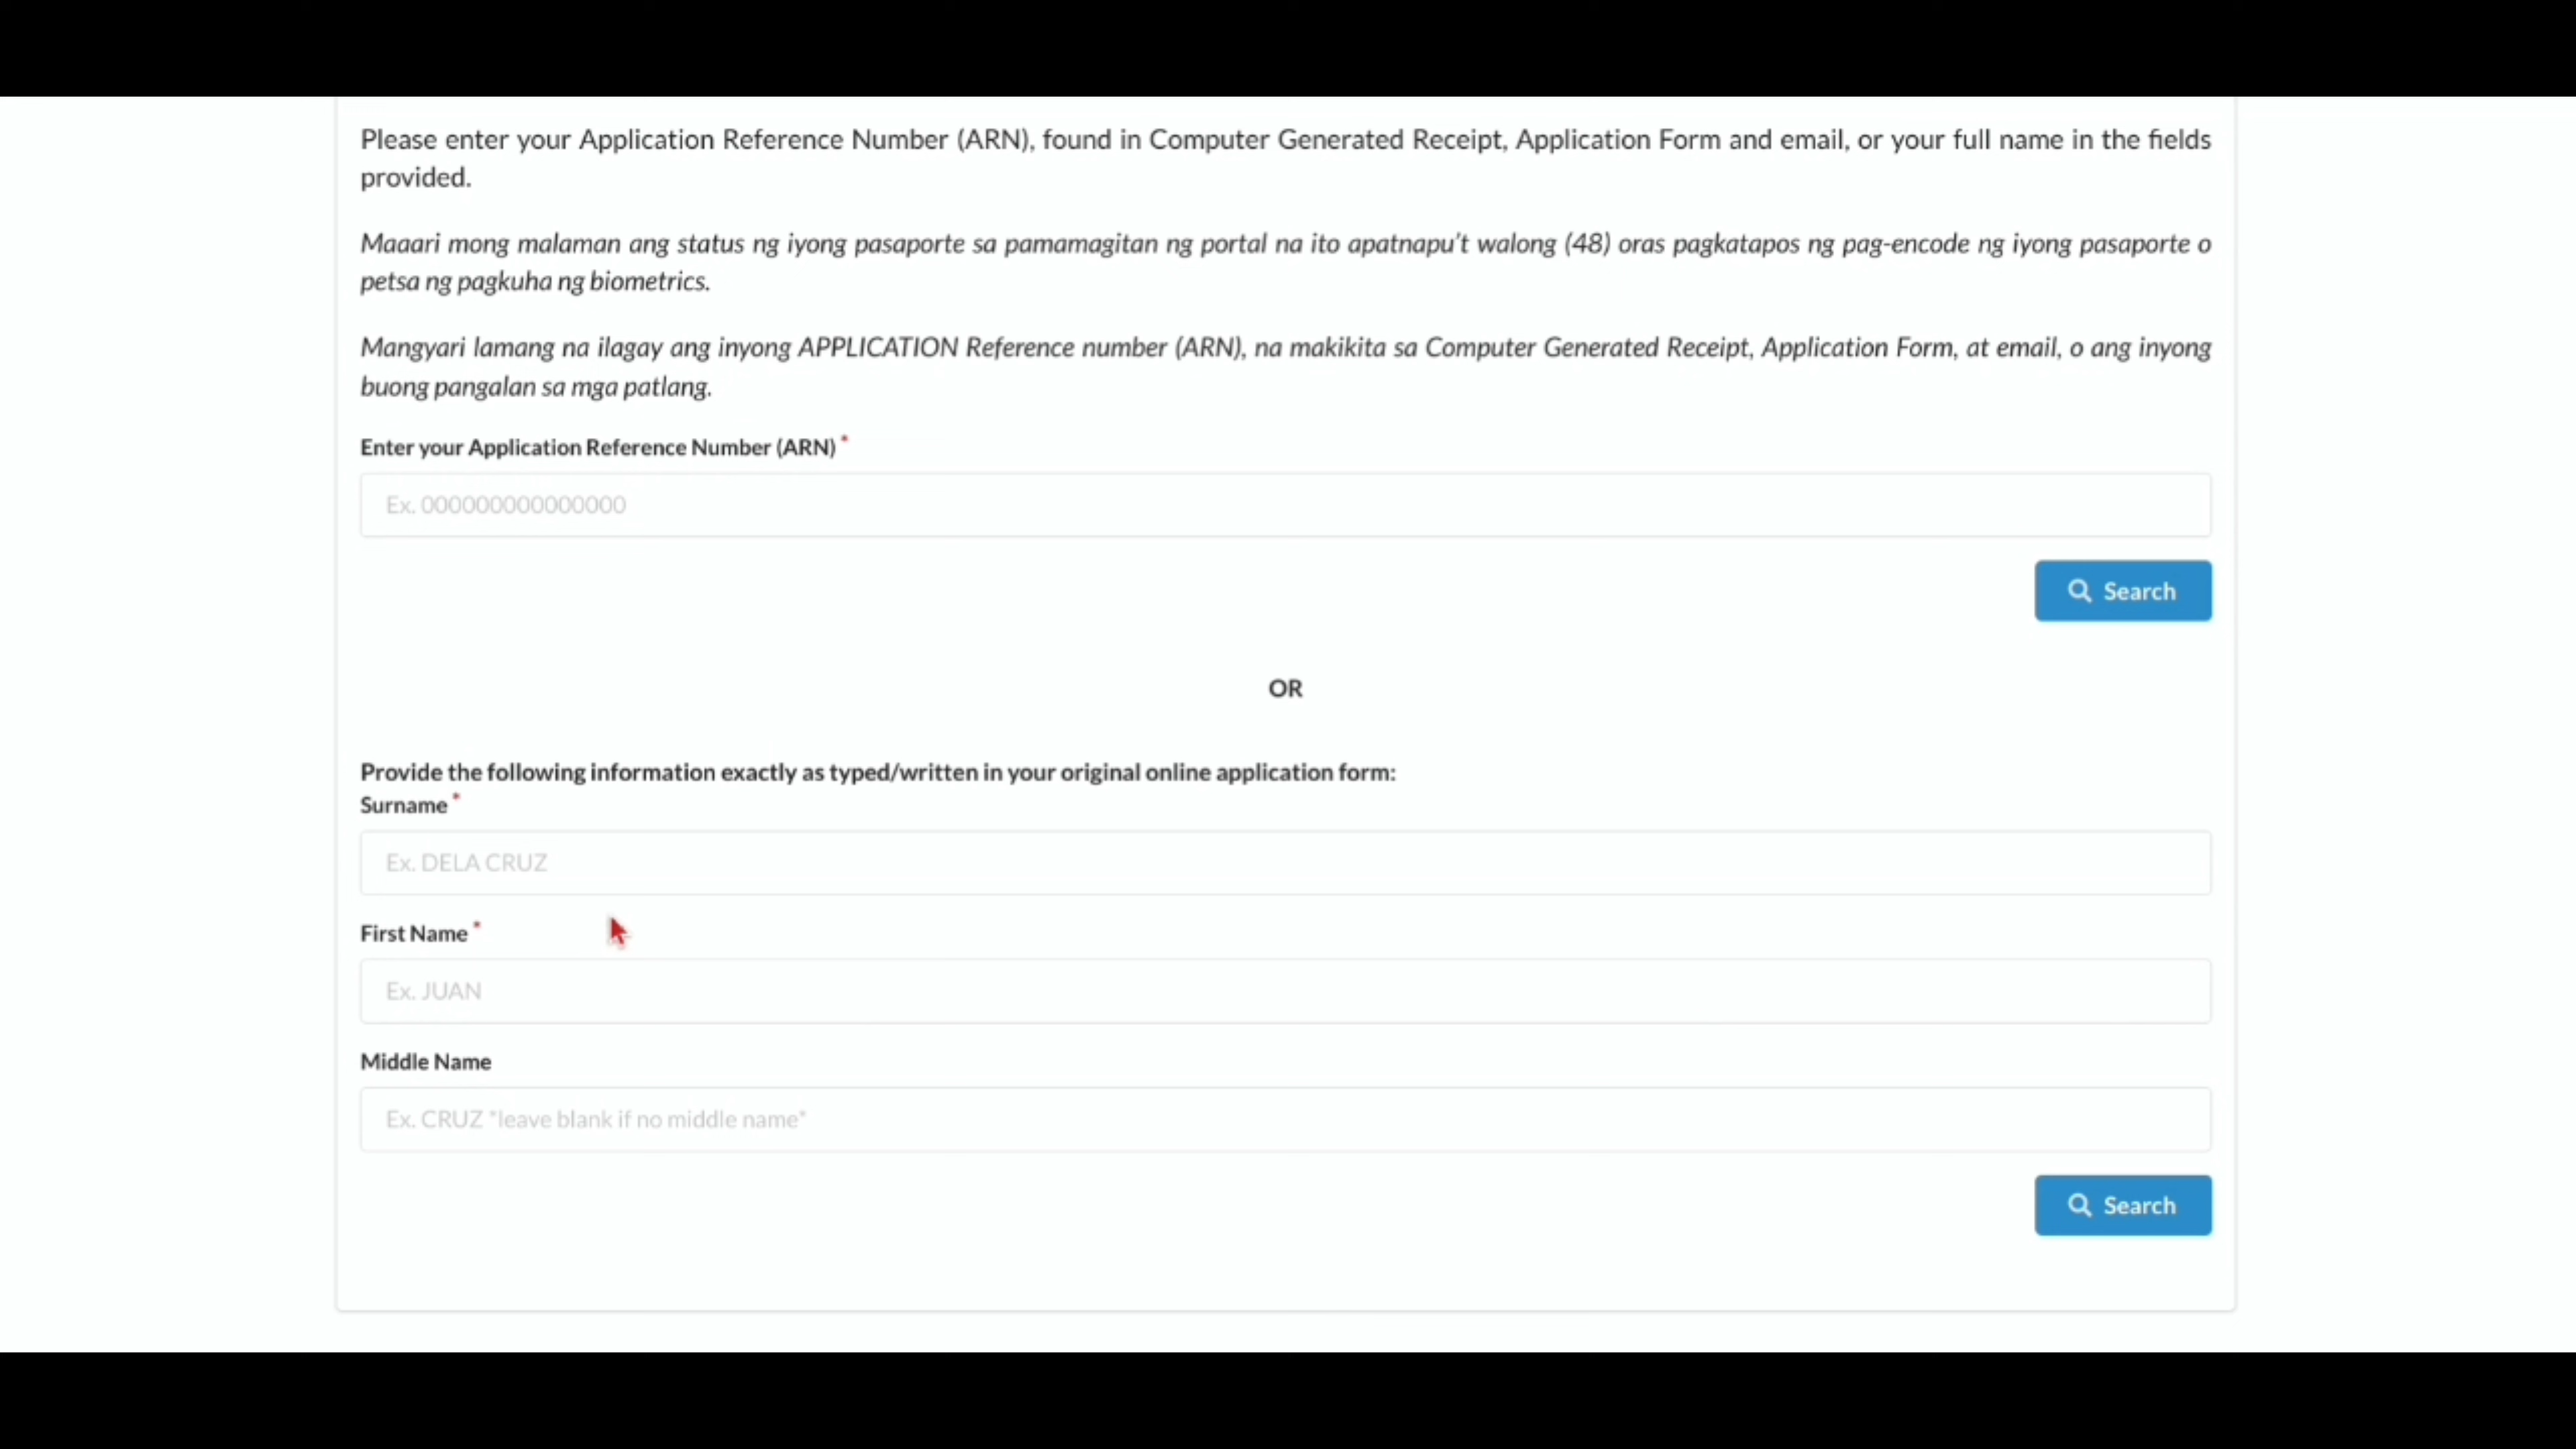 Please enter your Application Reference Number (ARN), found in Computer Generated Receipt, Application Form and email, or your full name in the fields
provided.
Maaari mong malaman ang status ng iyong pasaporte sa pamamagitan ng portal na ito apatnapu't walong (48) oras pagkatapos ng pag-encode ng iyong pasaporte o
petsa ng pagkuha ng biometrics.
Mangyari lamang na ilagay ang inyong APPLICATION Reference number (ARN), na makikita sa Computer Generated Receipt, Application Form, at email, o ang inyong
buong pangalan sa mga patlang.
Enter your Application Reference Number (ARN) *
Ex. 000000000000000
Search
OR
Provide the following information exactly as typed/written in your original online application form:
Surname *
Ex. DELA CRUZ
First Name *
Ex. JUAN
Middle Name
Ex. CRUZ *leave blank if no middle name*
Search